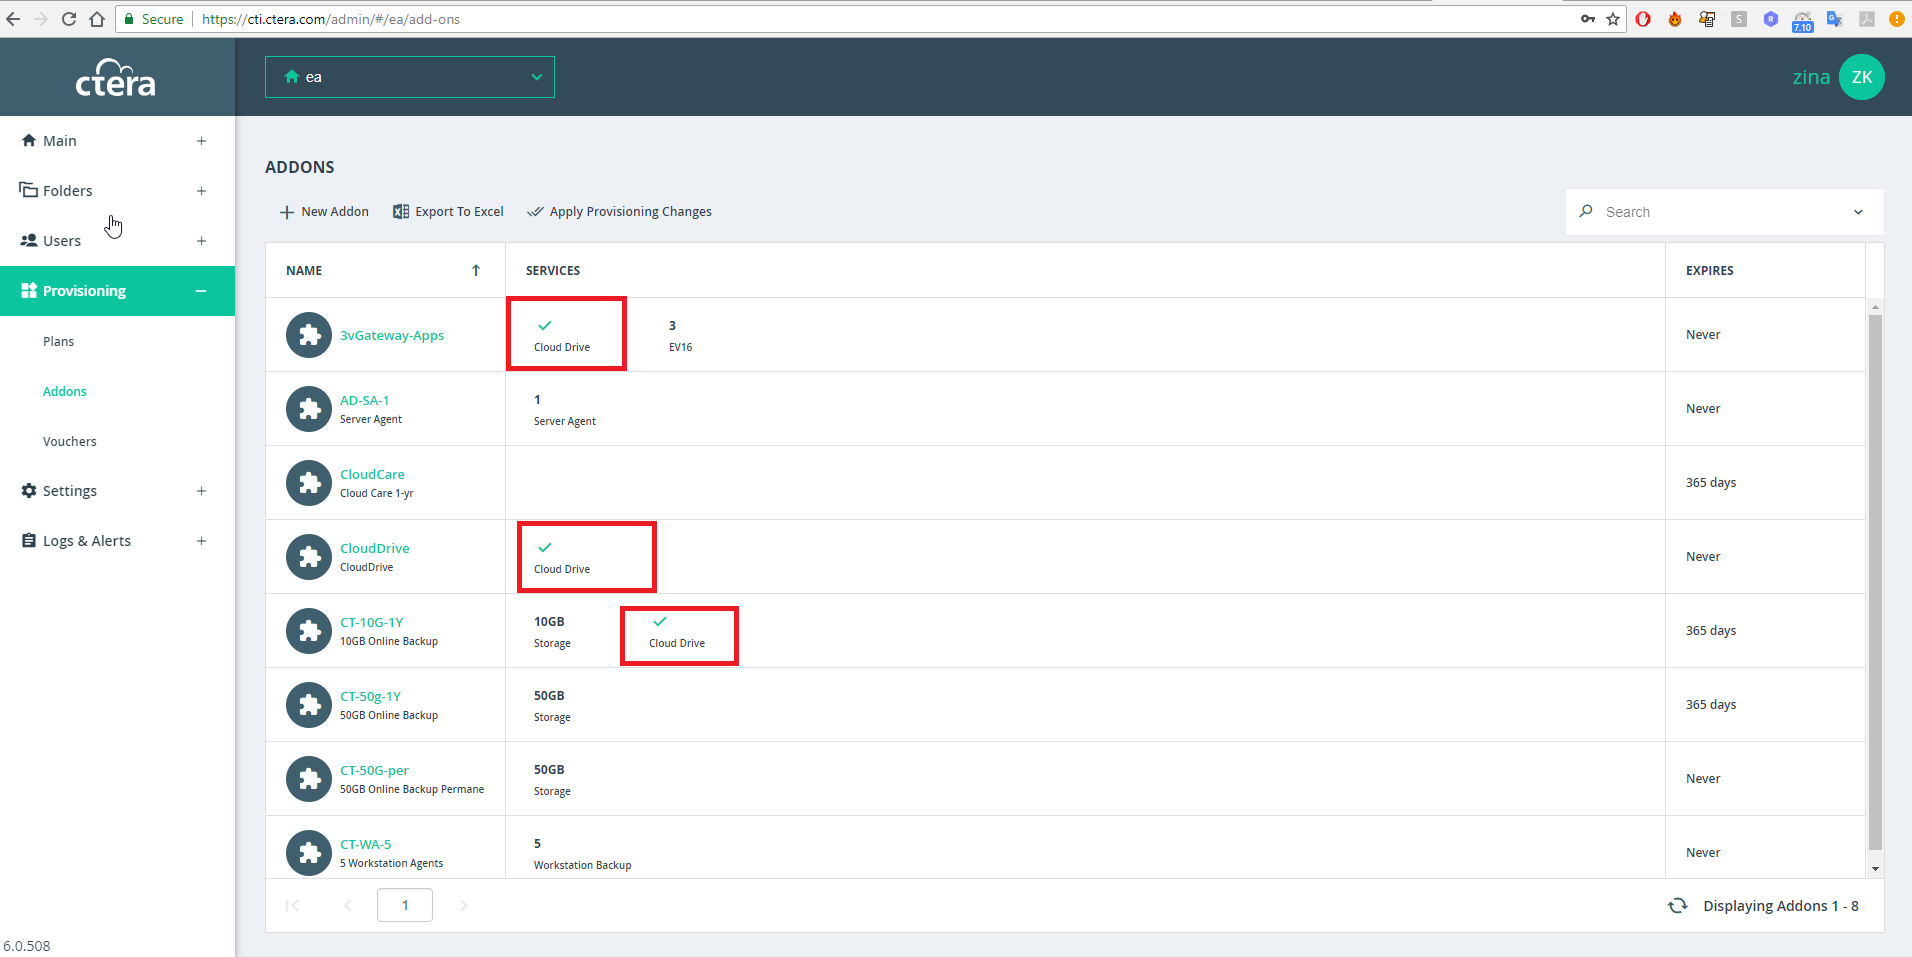 Secure https://cti.ctera.com/admin/#/ea/add-ons
S R 7.10 G
ctera
ea
zina ZK
Main
Folders
Users
Provisioning
Plans
Addons
Vouchers
Settings
Logs & Alerts
6.0.508
ADDONS
New Addon Export To Excel Apply Provisioning Changes
Search
NAME SERVICES EXPIRES
3vGateway-Apps
Cloud Drive
3
EV16
Never
AD-SA-1
Server Agent
1
Server Agent
Never
CloudCare
Cloud Care 1-yr
365 days
CloudDrive
CloudDrive
Cloud Drive
Never
CT-10G-1Y
10GB Online Backup
10GB
Storage
Cloud Drive
365 days
CT-50g-1Y
50GB Online Backup
50GB
Storage
365 days
CT-50G-per
50GB Online Backup Permane
50GB
Storage
Never
CT-WA-5
5 Workstation Agents
5
Workstation Backup
Never
1
Displaying Addons 1 - 8